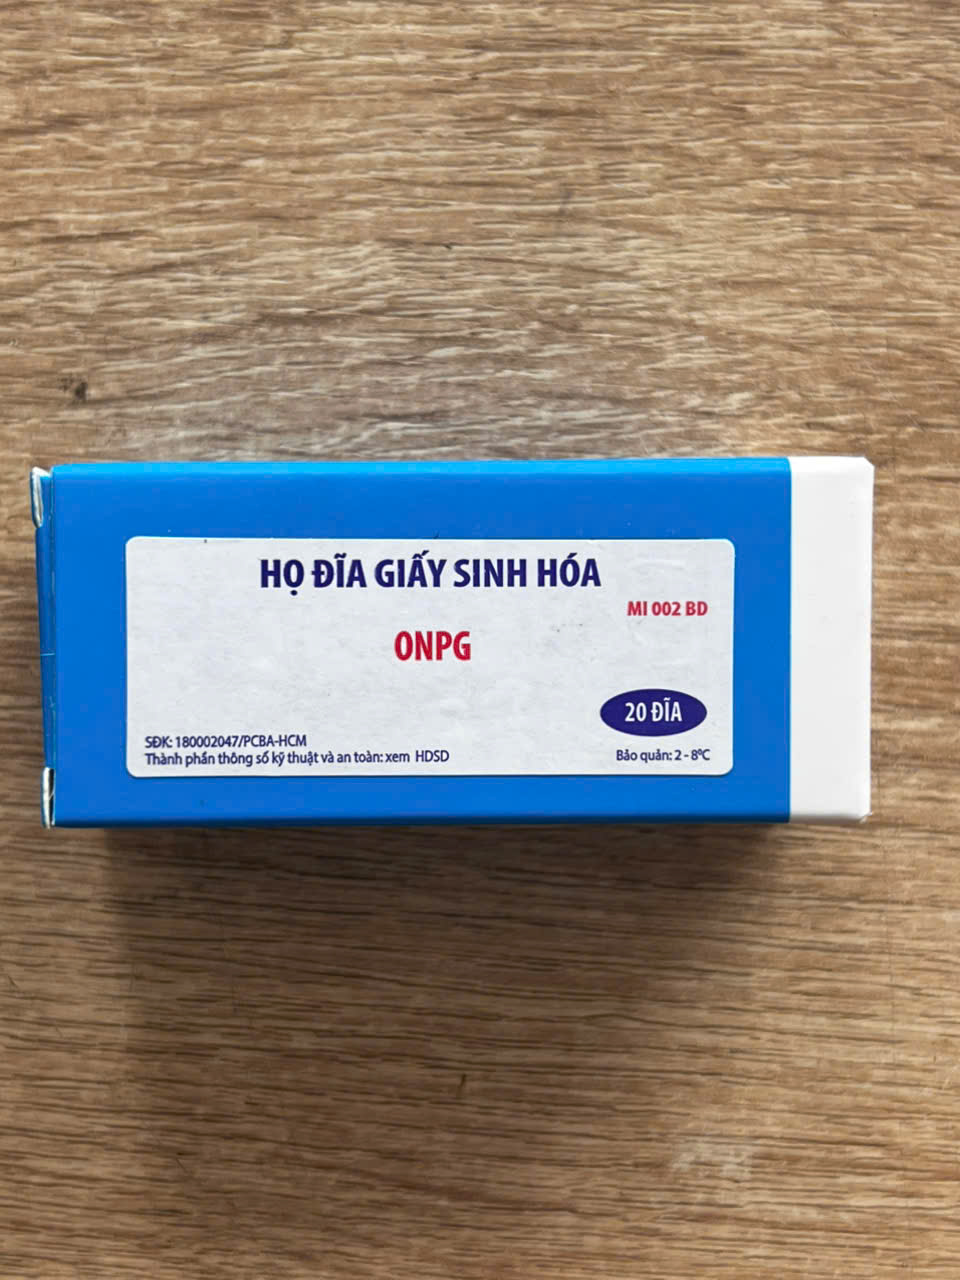 HỌ ĐĨA GIẤY SINH HÓA
MI 002 BD
ONPG
20 ĐĨA
SĐK: 180002047/PCBA-HCM
Thành phần thông số kỹ thuật và an toàn: xem HDSD
Bảo quản: 2 - 8ºC